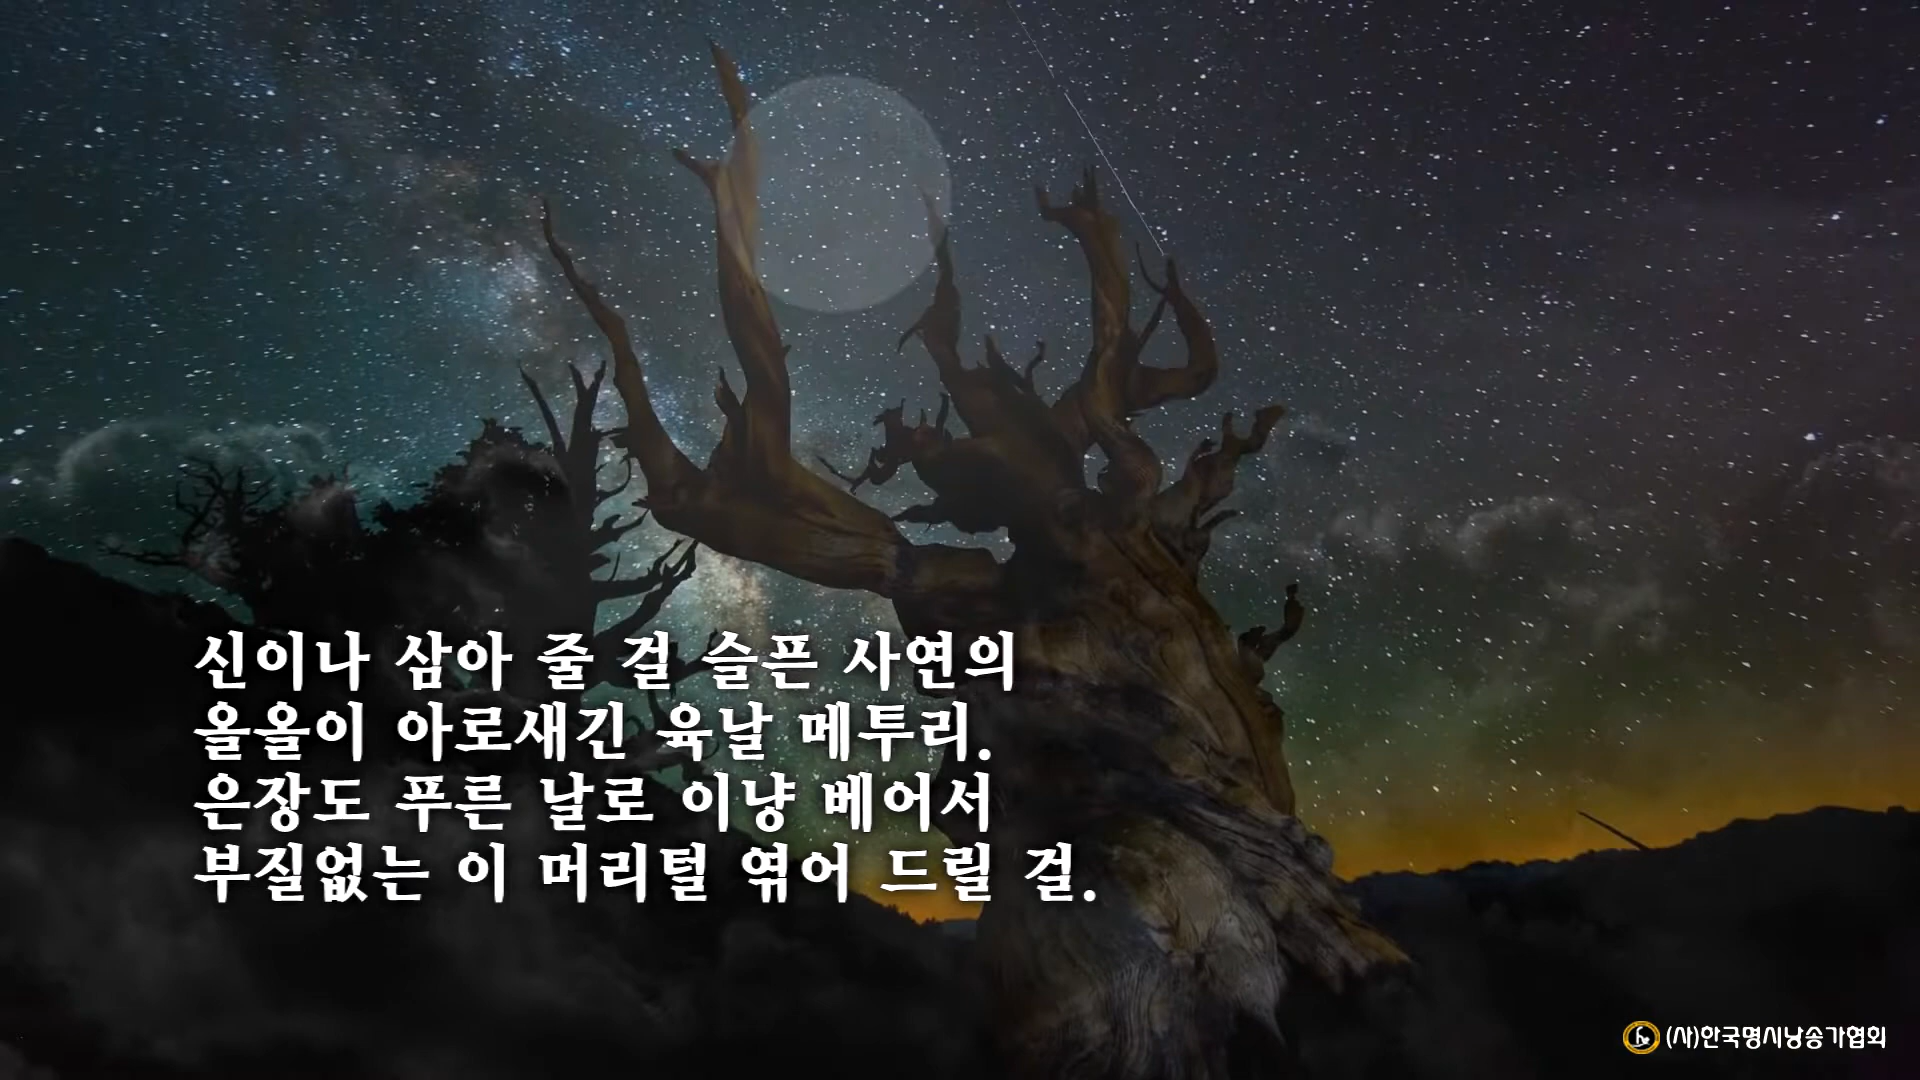 신이나 삼아 줄 걸 슬픈 사연의
올올이 아로새긴 육날 메투리.
은장도 푸른 날로 이냥 베어서
부질없는 이 머리털 엮어 드릴 걸.
(사)한국명시낭송가협회